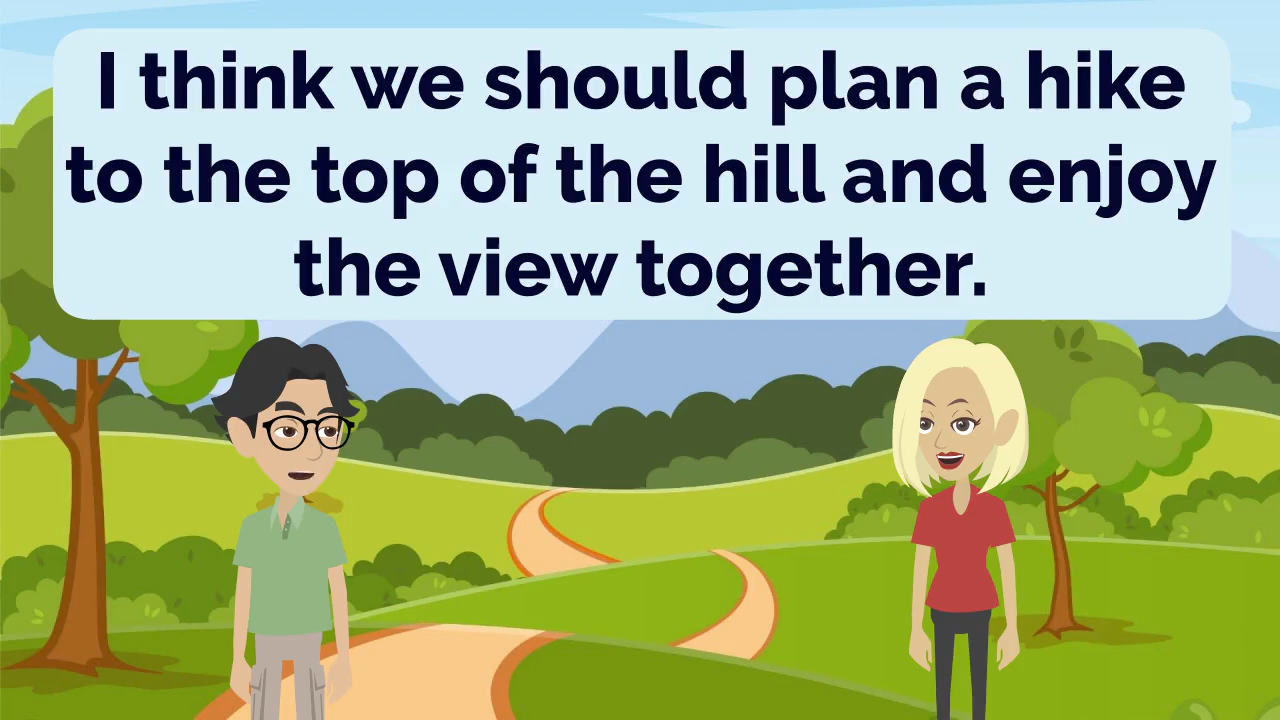 I think we should plan a hike
to the top of the hill and enjoy
the view together.